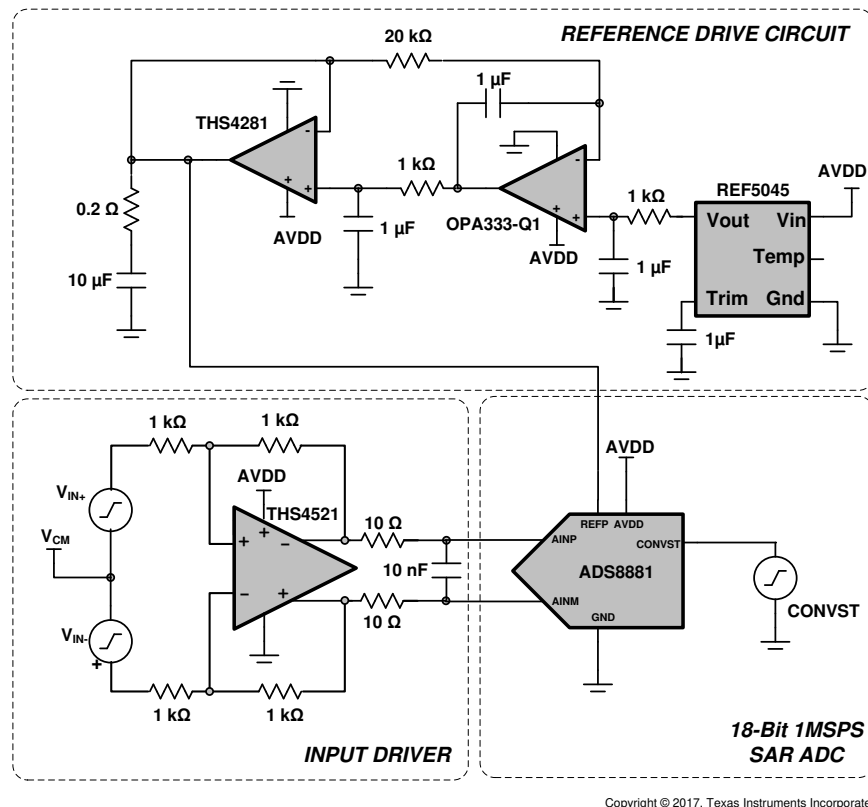 REFERENCE DRIVE CIRCUIT
20 kΩ
1 µF
THS4281
-
+
+
AVDD
1 kΩ
1 µF
0.2 Ω
10 µF
OPA333-Q1
-
+
+
AVDD
1 kΩ
1 µF
REF5045
AVDD
Vout
Vin
Temp
Trim
Gnd
1µF
1 kΩ
1 kΩ
AVDD
THS4521
VIN+
VCM
VIN-
+
+
+
−
−
+
10 Ω
10 nF
10 Ω
1 kΩ
1 kΩ
INPUT DRIVER
AVDD
REFP
AVDD
AINP
CONVST
ADS8881
AINM
GND
CONVST
18-Bit 1MSPS
SAR ADC
Copyright © 2017, Texas Instruments Incorporate